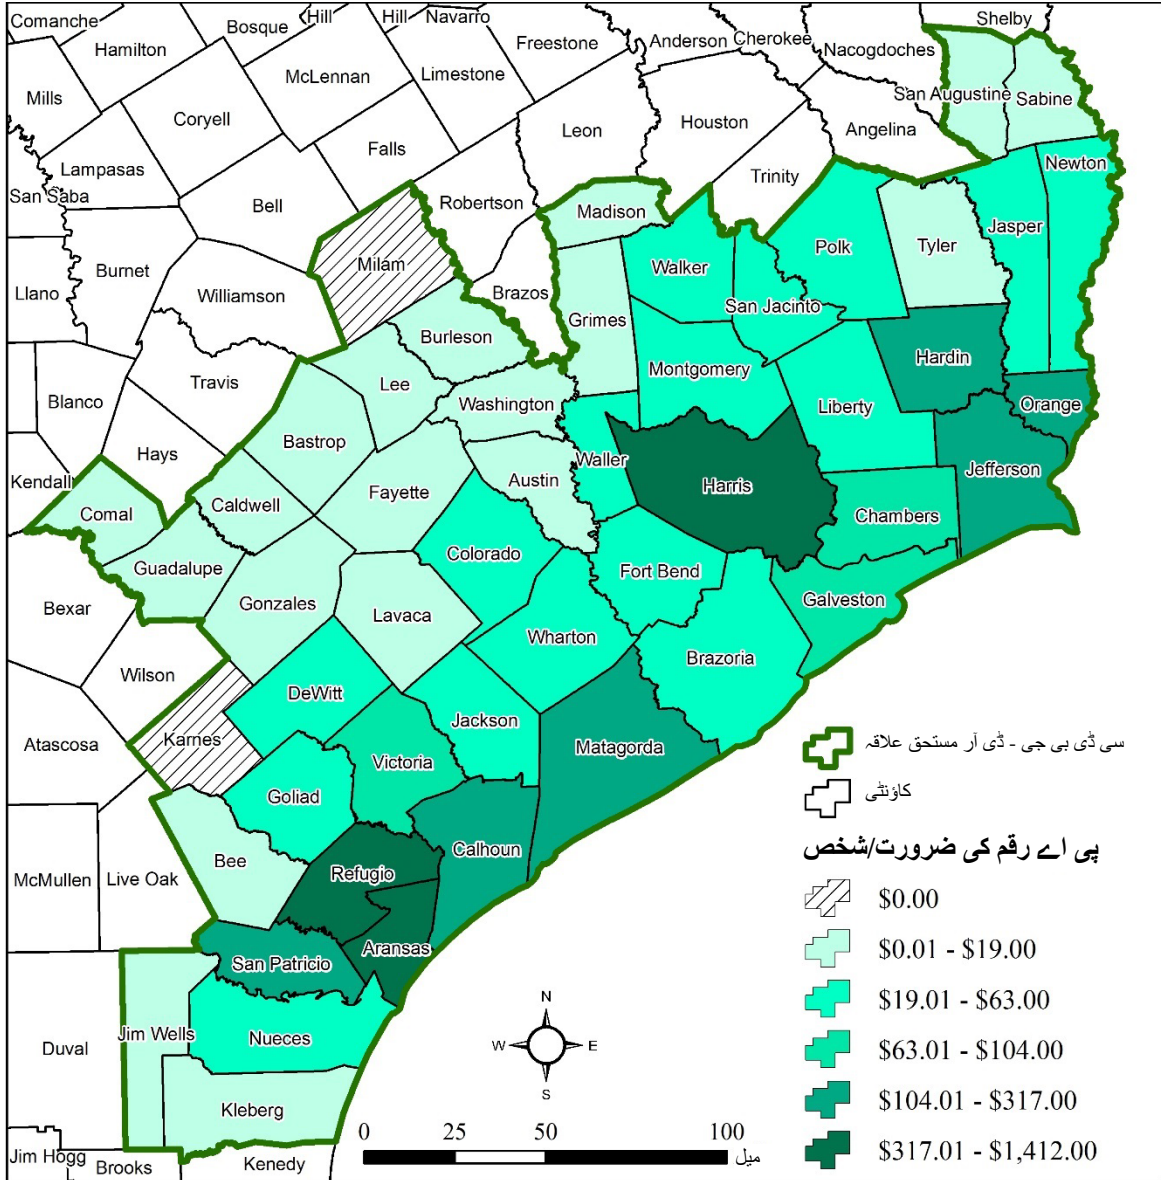 Comanche
Hamilton
Bosque
Hill
Hill
Navarro
Freestone
Anderson
Cherokee
Nacogdoches
Shelby
Mills
Coryell
McLennan
Limestone
Leon
Houston
Angelina
San Augustine
Sabine
Lampasas
Falls
Trinity
Newton
San Saba
Bell
Robertson
Madison
Polk
Tyler
Jasper
Burnet
Milam
Walker
Llano
Williamson
Brazos
San Jacinto
Burleson
Grimes
Hardin
Travis
Lee
Montgomery
Blanco
Washington
Liberty
Orange
Bastrop
Hays
Waller
Jefferson
Kendall
Austin
Harris
Fayette
Comal
Caldwell
Chambers
Colorado
Guadalupe
Fort Bend
Bexar
Gonzales
Lavaca
Galveston
Wharton
Brazoria
Wilson
DeWitt
Jackson
Atascosa
Karnes
Matagorda
Victoria
Goliad
Calhoun
Bee
Refugio
McMullen
Live Oak
Aransas
San Patricio
Duval
Jim Wells
Nueces
Kleberg
Jim Hogg
Brooks
Kenedy
N
W E
S
0 25 50 100
میل
سی ڈی بی جی - ڈی آر مستحق علاقہ
کاؤنٹی
پی اے رقم کی ضرورت/شخص
$0.00
$0.01 - $19.00
$19.01 - $63.00
$63.01 - $104.00
$104.01 - $317.00
$317.01 - $1,412.00